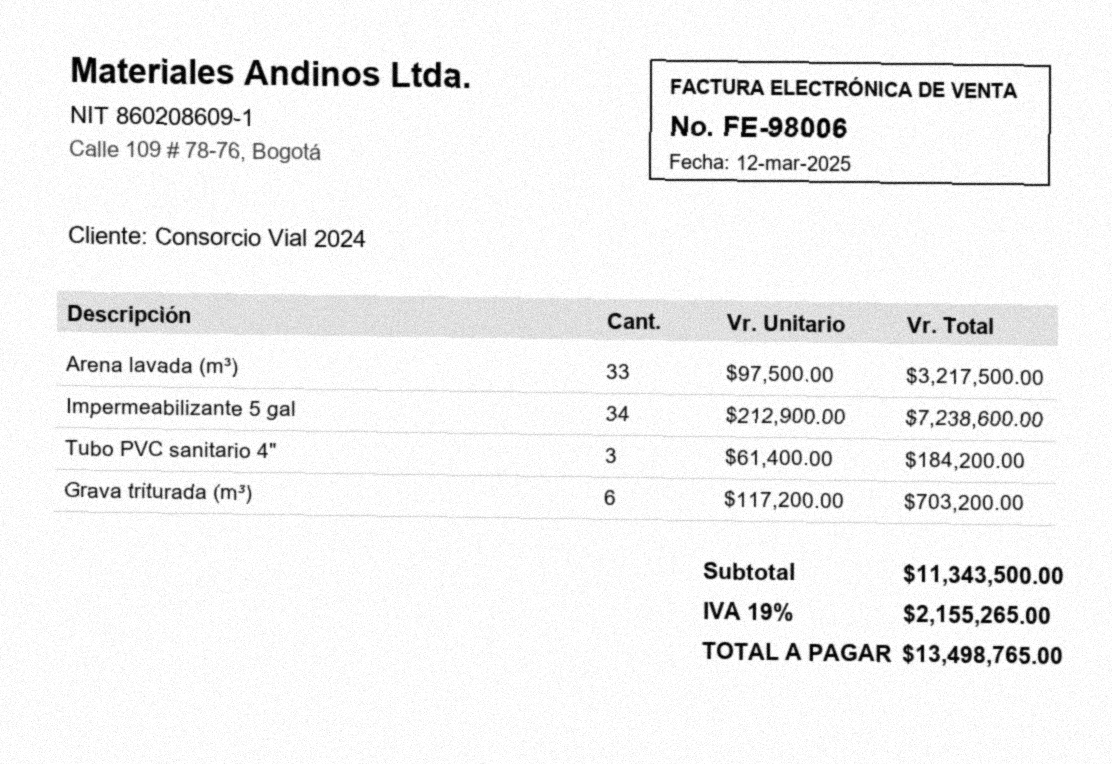 Materiales Andinos Ltda.
NIT 860208609-1
Calle 109 # 78-76, Bogotá
FACTURA ELECTRÓNICA DE VENTA
No. FE-98006
Fecha: 12-mar-2025
Cliente: Consorcio Vial 2024
Descripción Cant. Vr. Unitario Vr. Total
Arena lavada (m³) 33 $97,500.00 $3,217,500.00
Impermeabilizante 5 gal 34 $212,900.00 $7,238,600.00
Tubo PVC sanitario 4" 3 $61,400.00 $184,200.00
Grava triturada (m³) 6 $117,200.00 $703,200.00
Subtotal $11,343,500.00
IVA 19% $2,155,265.00
TOTAL A PAGAR $13,498,765.00